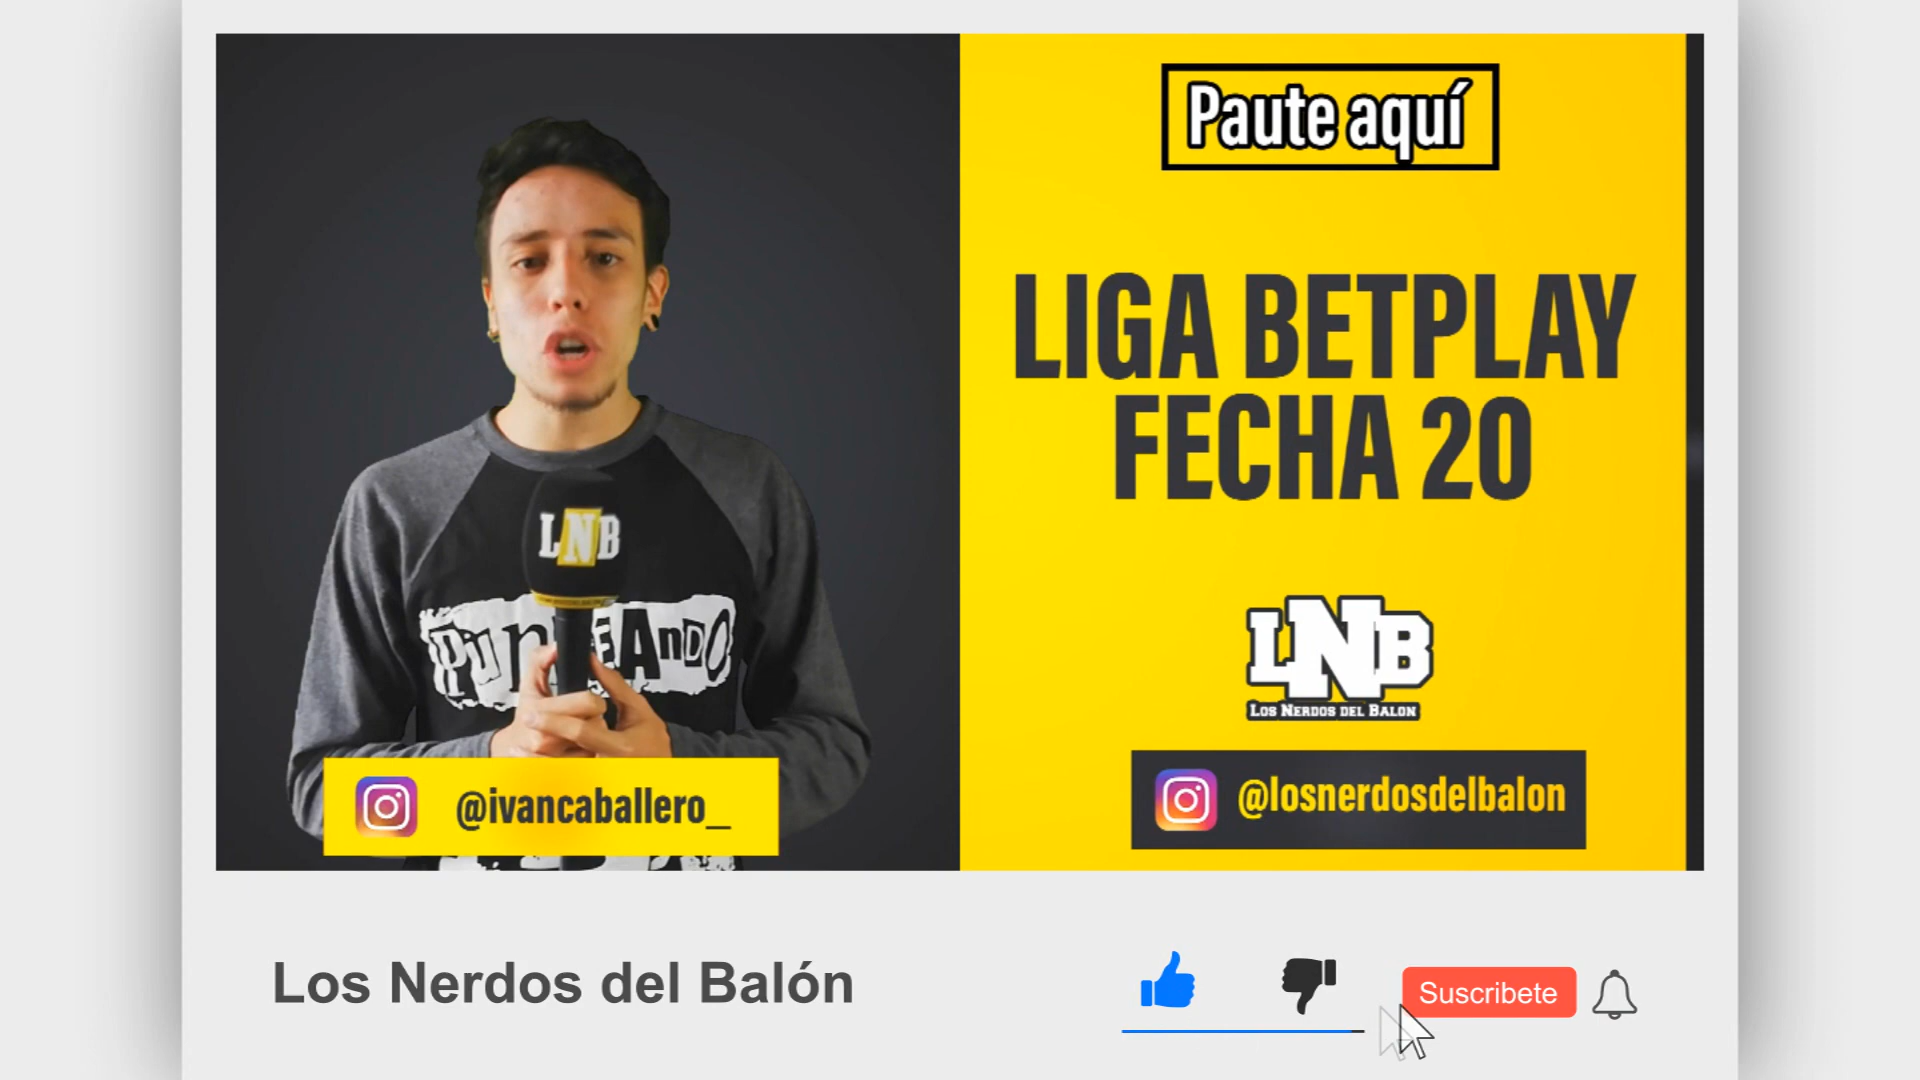 Paute aquí
LIGA BETPLAY
FECHA 20
LNB
LNB
LOS NERDOS DEL BALON
@ivancaballero_
@losnerdosdelbalon
Los Nerdos del Balón
Suscribete